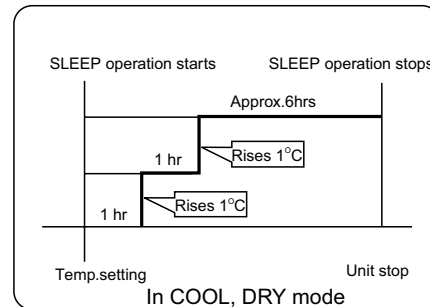 SLEEP operation starts
SLEEP operation stops
Approx.6hrs
1 hr
Rises 1°C
1 hr
Rises 1°C
Temp.setting
Unit stop
In COOL, DRY mode